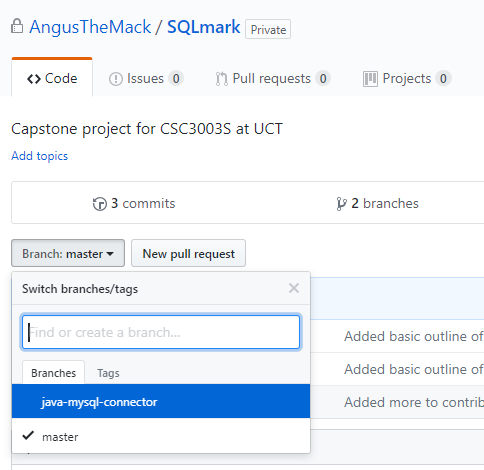 AngusTheMack / SQLmark Private
Code Issues 0 Pull requests 0 Projects 0
Capstone project for CSC3003S at UCT
Add topics
3 commits 2 branches
Branch: master New pull request
Switch branches/tags
Find or create a branch...
Branches Tags
Added basic outline of
java-mysql-connector
Added basic outline of
Added more to contrib
master